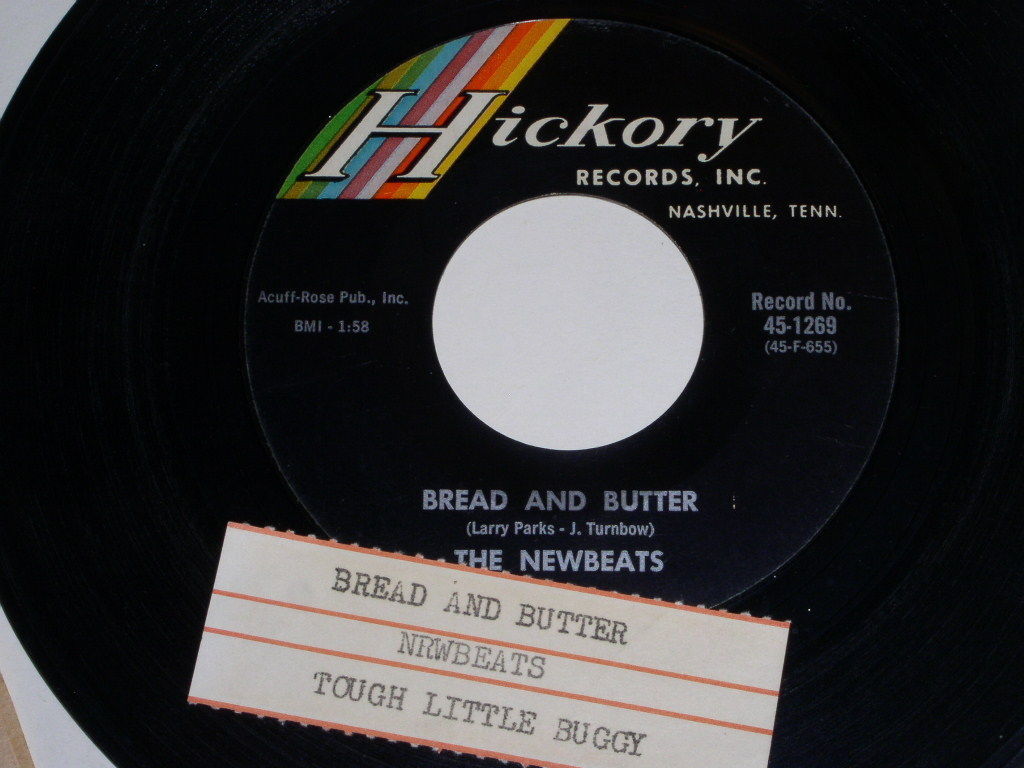 Hickory
RECORDS, INC.
NASHVILLE, TENN.
Acuff-Rose Pub., Inc.
BMI - 1:58
Record No.
45-1269
(45-F-655)
BREAD AND BUTTER
(Larry Parks - J. Turnbow)
THE NEWBEATS
BREAD AND BUTTER
NRWBEATS
TOUGH LITTLE BUGGY